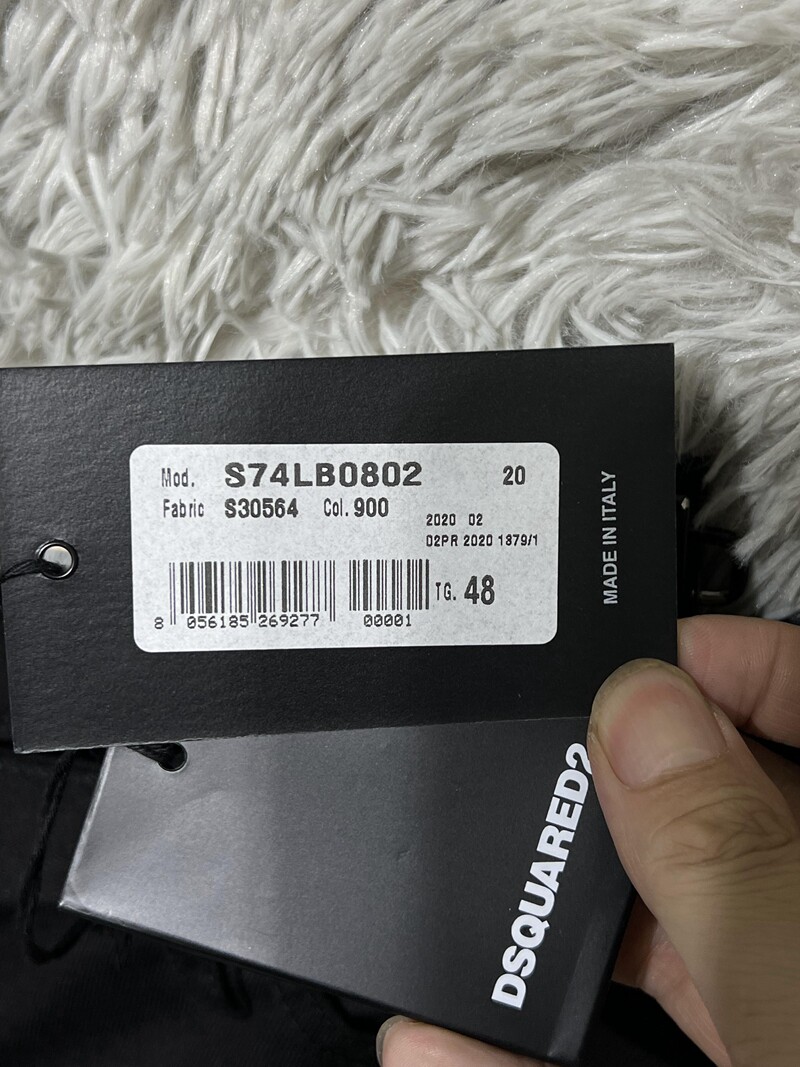 Mod. S74LB0802 20
Fabric S30564 Col. 900
2020 02
02PR 2020 1879/1
TG. 48
8 056185 269277 00001
MADE IN ITALY
DSQUARED2